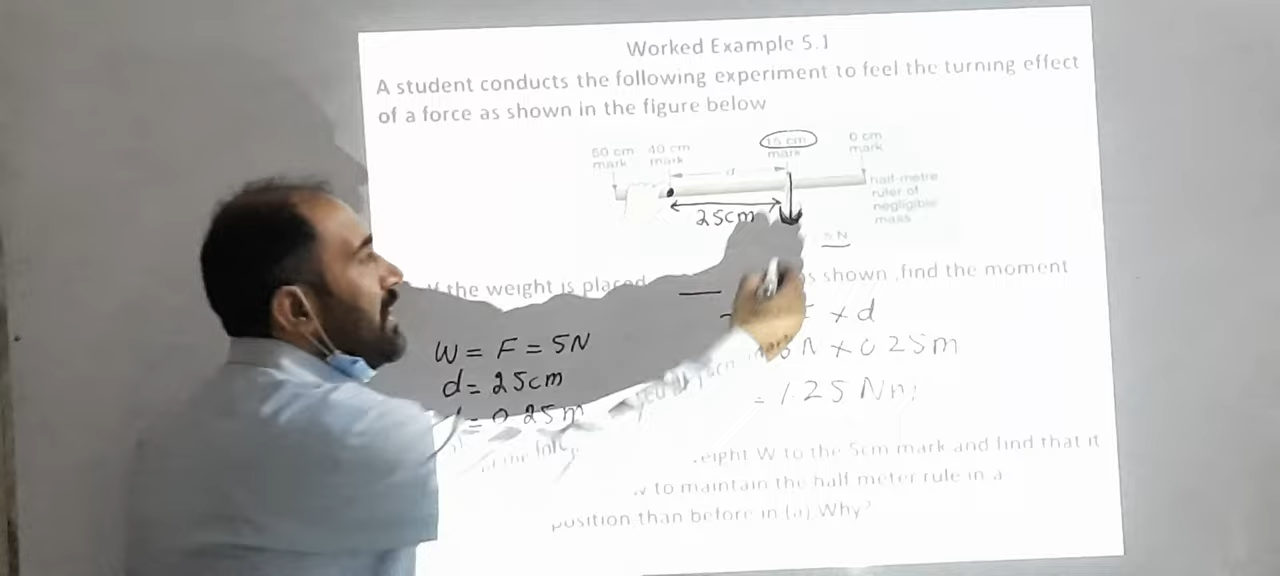 Worked Example 5.1
A student conducts the following experiment to feel the turning effect
of a force as shown in the figure below
50 cm mark
40 cm mark
15 cm mark
0 cm mark
d
half-metre
ruler of
negligible
mass
25cm
5 N
the weight is placed
shown ,find the moment
W = F = 5N
x d
d = 25cm
x 0 25m
= 0 25m
= 1.25 Nm
W to the 5cm mark and find that it
to maintain the half meter rule in a
position than before in (a) Why?